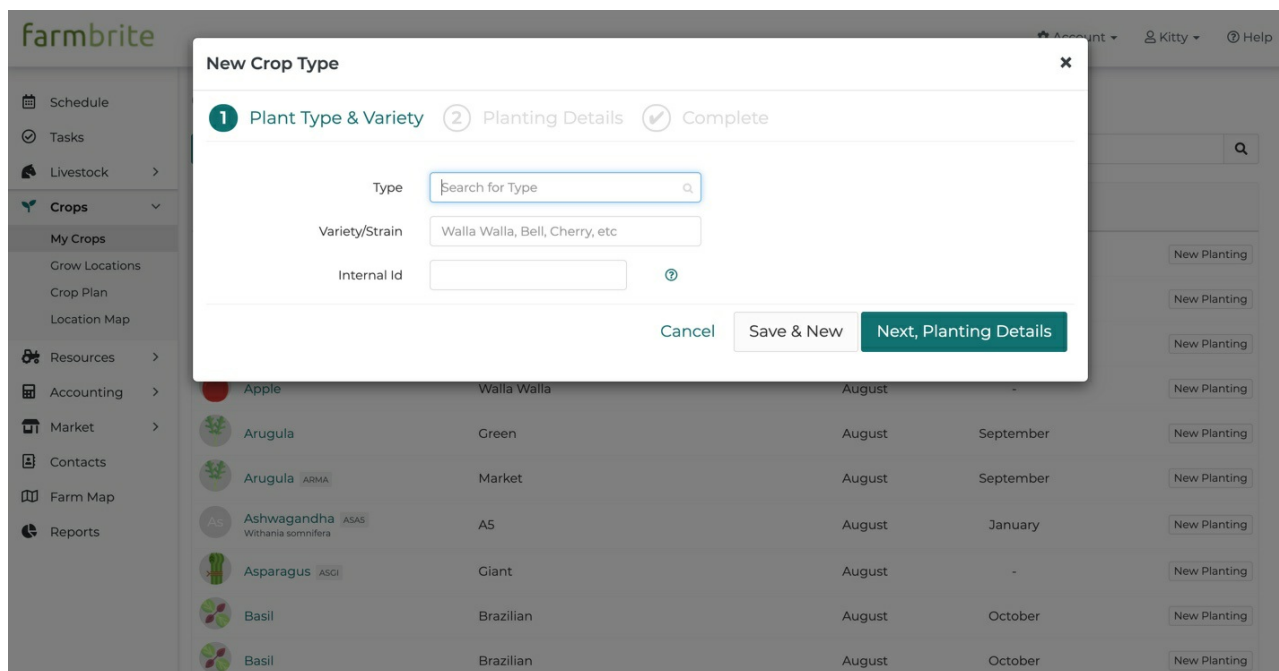 farmbrite
Account
Kitty
Help
New Crop Type
1 Plant Type & Variety 2 Planting Details Complete
Schedule
Tasks
Livestock
Crops
My Crops
Grow Locations
Crop Plan
Location Map
Resources
Accounting
Market
Contacts
Farm Map
Reports
Type Search for Type
Variety/Strain Walla Walla, Bell, Cherry, etc
Internal Id
Cancel Save & New Next, Planting Details
New Planting
New Planting
New Planting
Apple Walla Walla August - New Planting
Arugula Green August September New Planting
Arugula ARMA Market August September New Planting
As Ashwagandha ASA5 A5 August January New Planting
Withania somnifera
Asparagus ASGI Giant August - New Planting
Basil Brazilian August October New Planting
Basil Brazilian August October New Planting